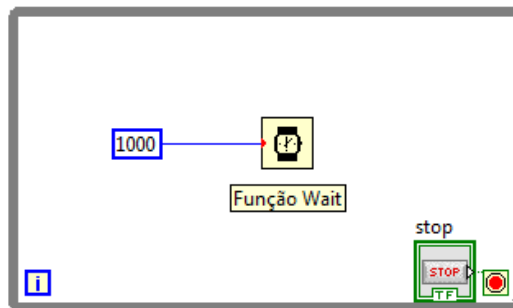 1000
Função Wait
stop
STOP
TF
i